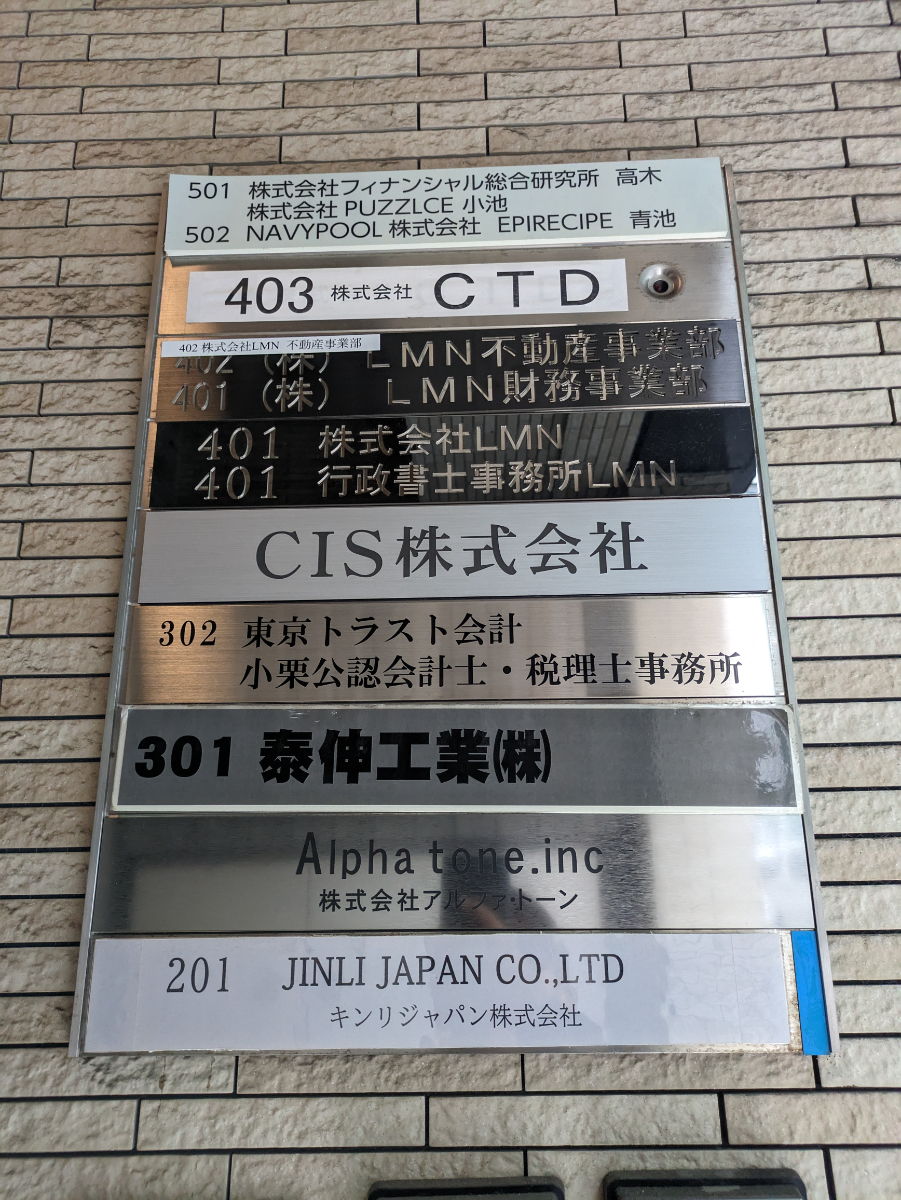 501 株式会社フィナンシャル総合研究所 高木
株式会社 PUZZLCE 小池
502 NAVYPOOL 株式会社 EPIRECIPE 青池
403 株式会社 CTD
402 株式会社LMN 不動産事業部
402 (株) LMN不動産事業部
401 (株) LMN財務事業部
401 株式会社LMN
401 行政書士事務所LMN
CIS株式会社
302 東京トラスト会計
小栗公認会計士・税理士事務所
301 泰伸工業㈱
Alpha tone.inc
株式会社アルファ・トーン
201 JINLI JAPAN CO.,LTD
キンリジャパン株式会社